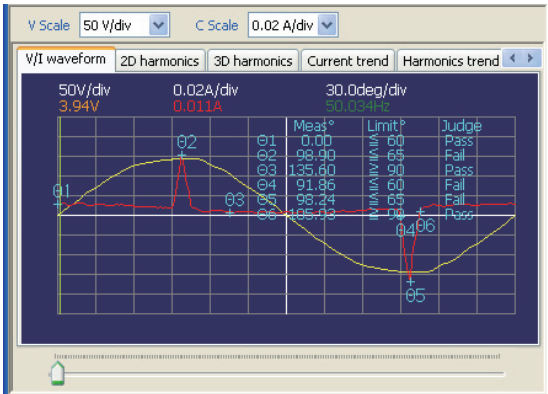 V Scale 50 V/div C Scale 0.02 A/div
V/I waveform 2D harmonics 3D harmonics Current trend Harmonics trend
50V/div 0.02A/div 30.0deg/div
3.94V 0.011A 50.034Hz
Meas° Limit° Judge
θ1 0.00 ≦ 60 Pass
θ2 98.90 ≦ 65 Fail
θ3 135.60 ≧ 90 Pass
θ4 91.86 ≦ 60 Fail
θ5 98.24 ≦ 65 Fail
θ6 105.93 ≧ 90 Pass
θ2
θ1
θ3
θ4 θ6
θ5